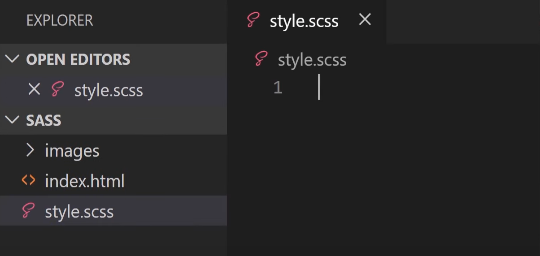 EXPLORER
OPEN EDITORS
style.scss
SASS
images
index.html
style.scss
style.scss
style.scss
1